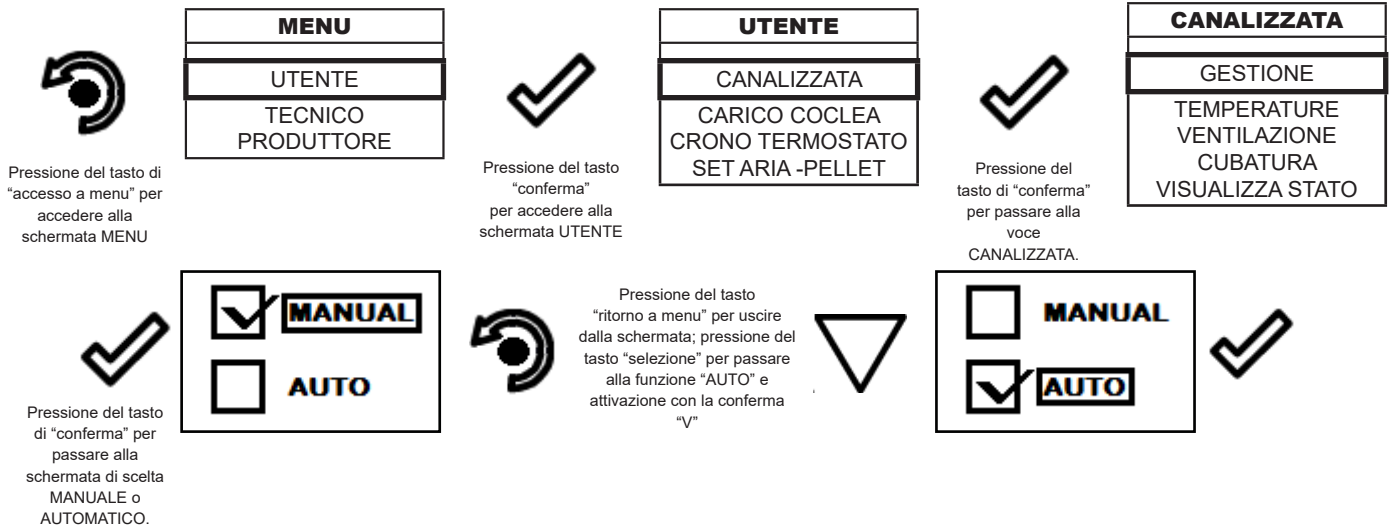 MENU
UTENTE
TECNICO
PRODUTTORE
Pressione del tasto di
“accesso a menu” per
accedere alla
schermata MENU
UTENTE
CANALIZZATA
CARICO COCLEA
CRONO TERMOSTATO
SET ARIA -PELLET
Pressione del tasto
“conferma”
per accedere alla
schermata UTENTE
CANALIZZATA
GESTIONE
TEMPERATURE
VENTILAZIONE
CUBATURA
VISUALIZZA STATO
Pressione del
tasto di “conferma”
per passare alla
voce
CANALIZZATA.
Pressione del tasto
di “conferma” per
passare alla
schermata di scelta
MANUALE o
AUTOMATICO.
MANUAL
AUTO
Pressione del tasto
“ritorno a menu” per uscire
dalla schermata; pressione del
tasto “selezione” per passare
alla funzione “AUTO” e
attivazione con la conferma
“V”
MANUAL
AUTO